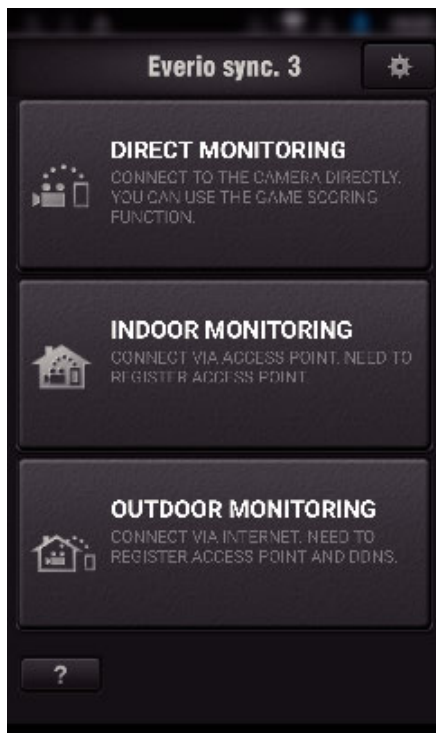 Everio sync. 3
DIRECT MONITORING
CONNECT TO THE CAMERA DIRECTLY.
YOU CAN USE THE GAME SCORING
FUNCTION.
INDOOR MONITORING
CONNECT VIA ACCESS POINT. NEED TO
REGISTER ACCESS POINT.
OUTDOOR MONITORING
CONNECT VIA INTERNET. NEED TO
REGISTER ACCESS POINT AND DDNS.
?